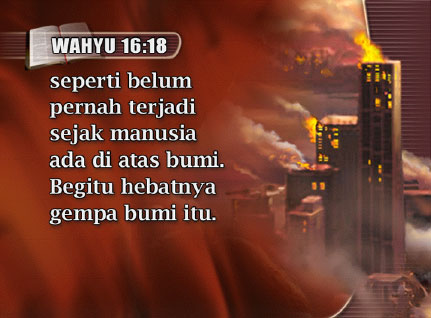 WAHYU 16:18
seperti belum
pernah terjadi
sejak manusia
ada di atas bumi.
Begitu hebatnya
gempa bumi itu.